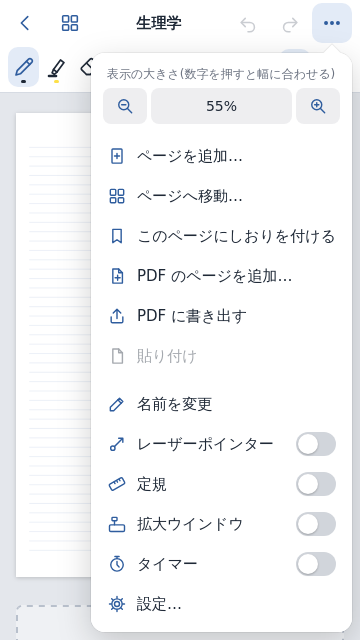 生理学
表示の大きさ(数字を押すと幅に合わせる)
55%
ページを追加...
ページへ移動...
このページにしおりを付ける
PDF のページを追加...
PDF に書き出す
貼り付け
名前を変更
レーザーポインター
定規
拡大ウインドウ
タイマー
設定...